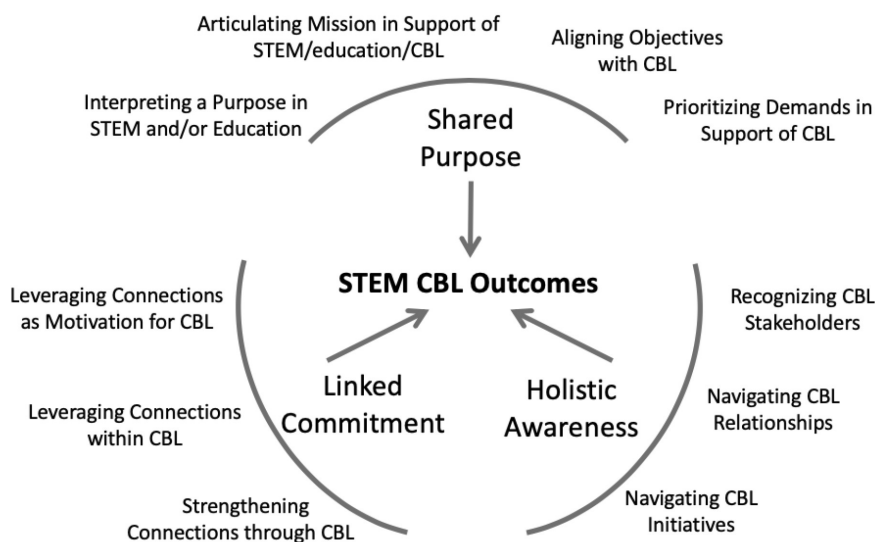 Articulating Mission in Support of
STEM/education/CBL
Aligning Objectives
with CBL
Interpreting a Purpose in
STEM and/or Education
Prioritizing Demands in
Support of CBL
Shared
Purpose
STEM CBL Outcomes
Leveraging Connections
as Motivation for CBL
Recognizing CBL
Stakeholders
Linked
Commitment
Holistic
Awareness
Leveraging Connections
within CBL
Navigating CBL
Relationships
Strengthening
Connections through CBL
Navigating CBL
Initiatives